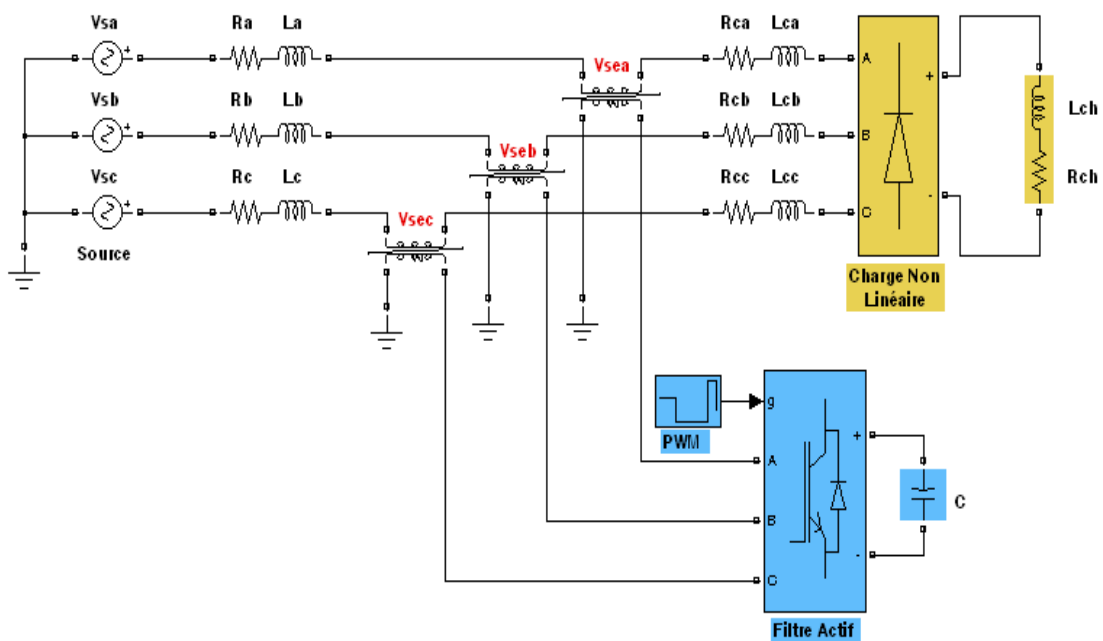 Vsa
Ra
La
Rca
Lca
Vsea
A
+
Vsb
Rb
Lb
Rcb
Lcb
Lch
B
Vseb
Vsc
Rc
Lc
Rcc
Lcc
Rch
-
C
Vsec
Source
Charge Non
Linéaire
g
PWM
+
A
C
B
-
C
Filtre Actif
+
+
+